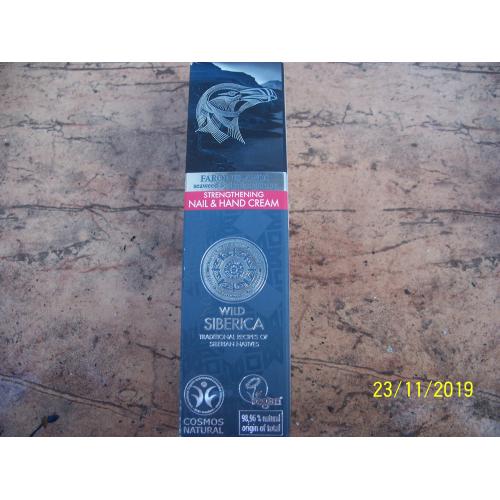 STRENGTHENING
NAIL & HAND CREAM
WILD
SIBERICA
TRADITIONAL RECIPES OF
SIBERIAN NATIVES
COSMOS
NATURAL
98,96 % natural
origin of total
23/11/2019